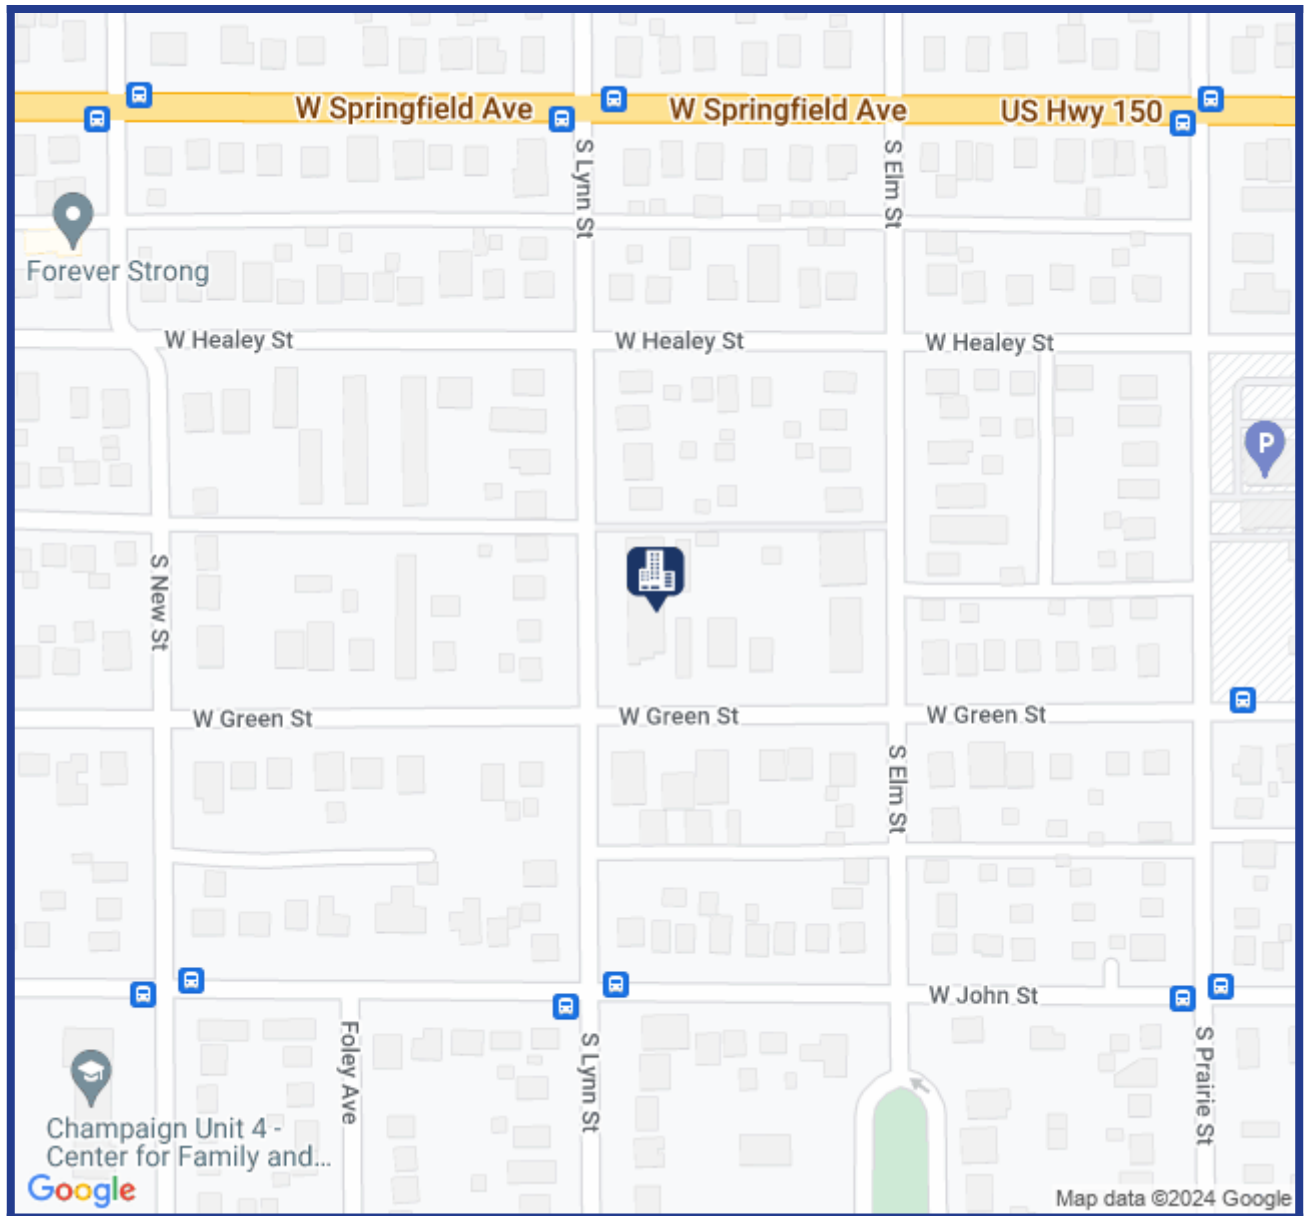 W Springfield Ave
W Springfield Ave
US Hwy 150
S Lynn St
S Elm St
Forever Strong
W Healey St
W Healey St
W Healey St
P
S New St
W Green St
W Green St
W Green St
S Elm St
W John St
Foley Ave
S Lynn St
S Prairie St
Champaign Unit 4 -
Center for Family and...
Google
Map data ©2024 Google